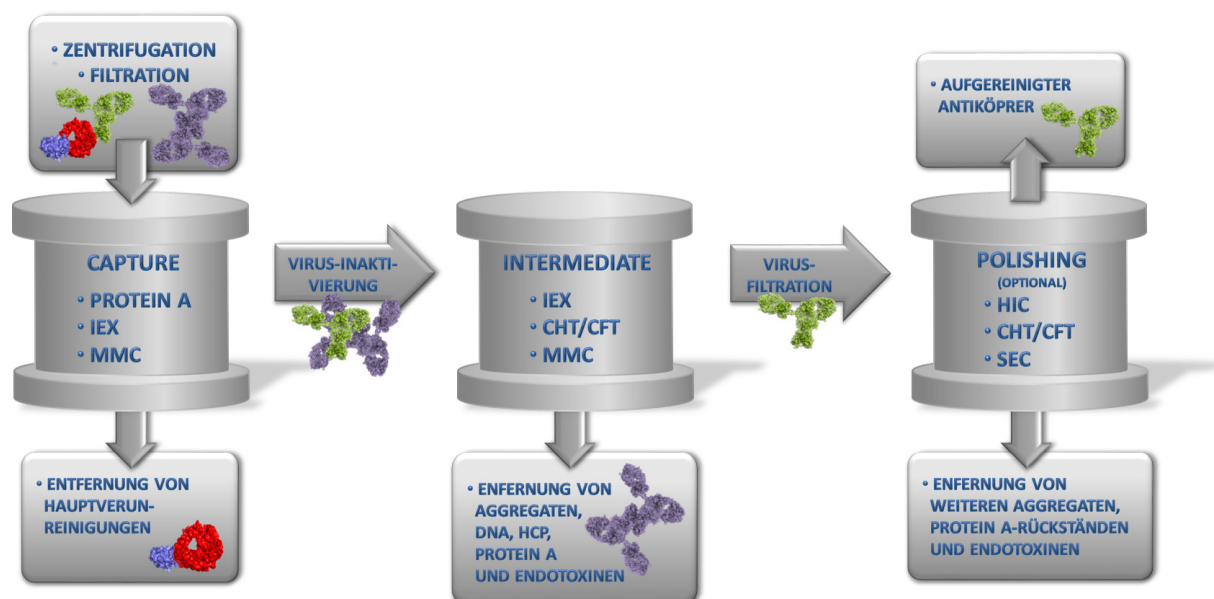 • ZENTRIFUGATION
• FILTRATION
CAPTURE
• PROTEIN A
• IEX
• MMC
• ENTFERNUNG VON
HAUPTVERUN-
REINIGUNGEN
VIRUS-INAKTI-
VIERUNG
INTERMEDIATE
• IEX
• CHT/CFT
• MMC
• ENFERNUNG VON
AGGREGATEN,
DNA, HCP,
PROTEIN A
UND ENDOTOXINEN
VIRUS-
FILTRATION
• AUFGEREINIGTER
ANTIKÖPRER
POLISHING
(OPTIONAL)
• HIC
• CHT/CFT
• SEC
• ENFERNUNG VON
WEITEREN AGGREGATEN,
PROTEIN A-RÜCKSTÄNDEN
UND ENDOTOXINEN